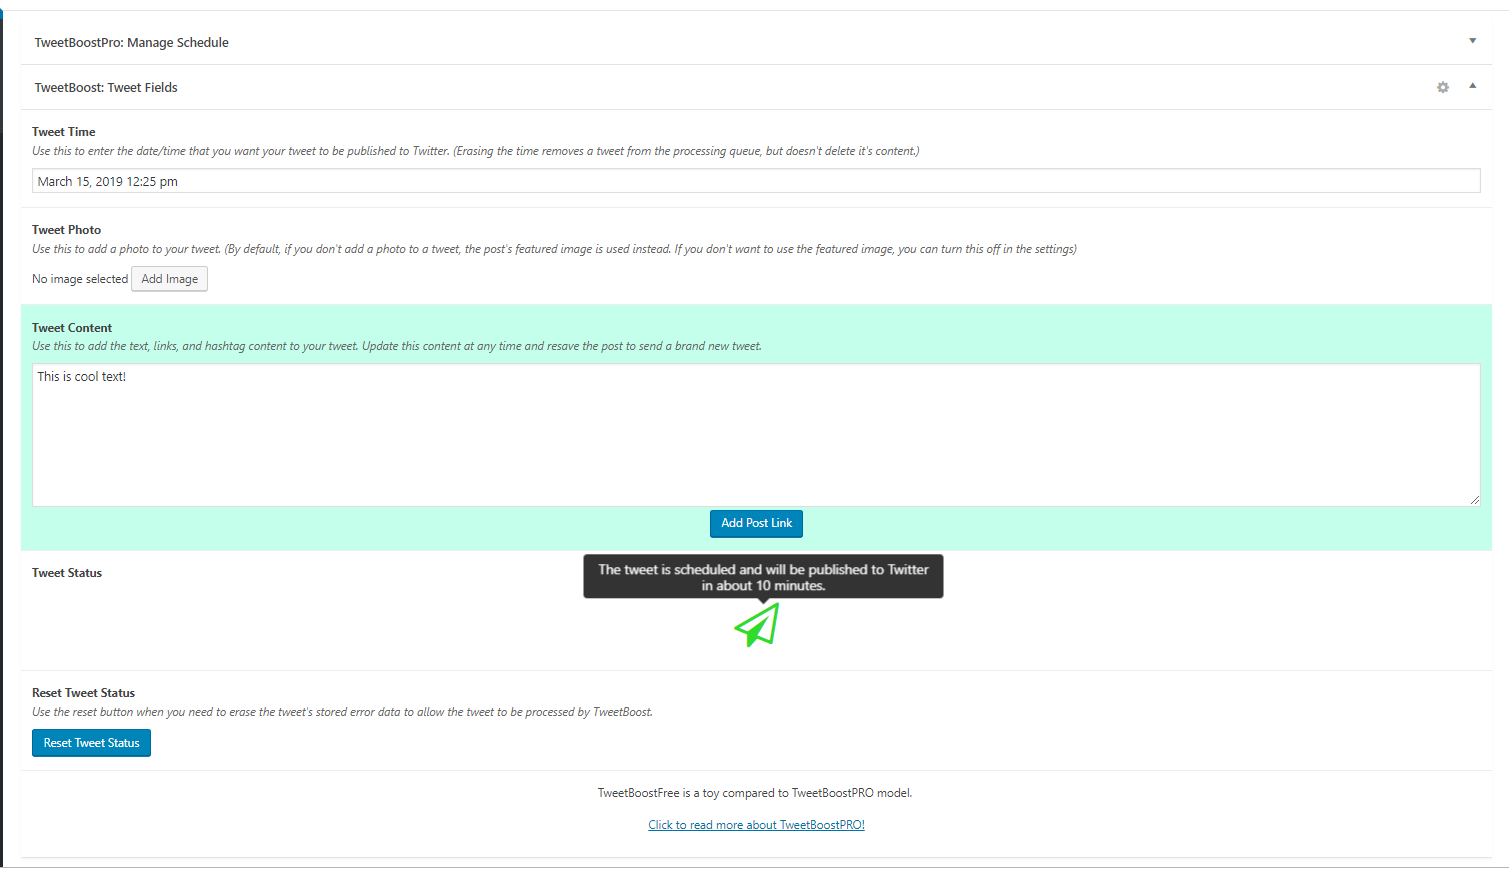 TweetBoostPro: Manage Schedule
TweetBoost: Tweet Fields
Tweet Time
Use this to enter the date/time that you want your tweet to be published to Twitter. (Erasing the time removes a tweet from the processing queue, but doesn't delete it's content.)
March 15, 2019 12:25 pm
Tweet Photo
Use this to add a photo to your tweet. (By default, if you don't add a photo to a tweet, the post's featured image is used instead. If you don't want to use the featured image, you can turn this off in the settings)
No image selected Add Image
Tweet Content
Use this to add the text, links, and hashtag content to your tweet. Update this content at any time and resave the post to send a brand new tweet.
This is cool text!
Add Post Link
Tweet Status
The tweet is scheduled and will be published to Twitter
in about 10 minutes.
Reset Tweet Status
Use the reset button when you need to erase the tweet's stored error data to allow the tweet to be processed by TweetBoost.
Reset Tweet Status
TweetBoostFree is a toy compared to TweetBoostPRO model.
Click to read more about TweetBoostPRO!